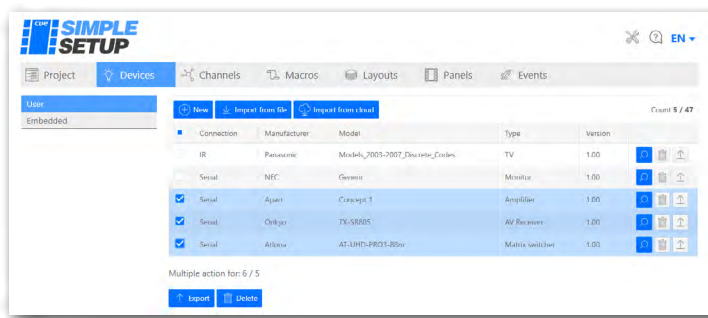 cue SIMPLE
SETUP
EN
Project Devices Channels Macros Layouts Panels Events
User
Embedded
New Import from file Import from cloud Count 5 / 47
Connection Manufacturer Model Type Version
IR Panasonic Models_2003-2007_Discrete_Codes TV 1.00
Serial NEC Generic Monitor 1.00
Serial Apart Concept 1 Amplifier 1.00
Serial Onkyo TX-SR805 AV Receiver 1.00
Serial Atlona AT-UHD-PRO3-88m Matrix switcher 1.00
Multiple action for: 6 / 5
Export Delete